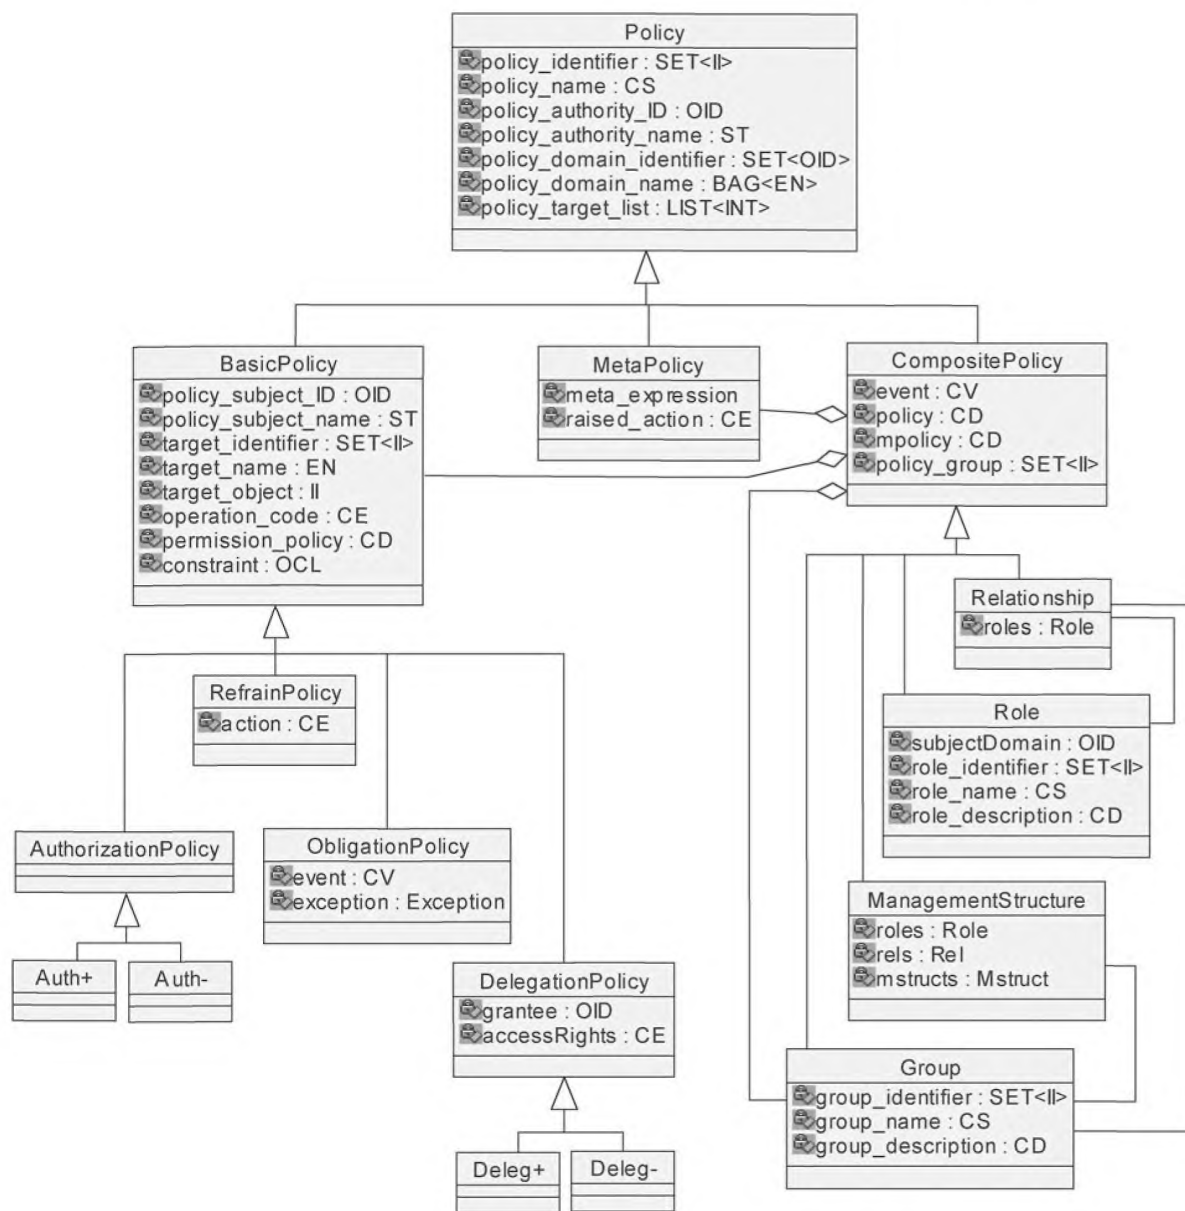 Policy
policy_identifier : SET<II>
policy_name : CS
policy_authority_ID : OID
policy_authority_name : ST
policy_domain_identifier : SET<OID>
policy_domain_name : BAG<EN>
policy_target_list : LIST<INT>
BasicPolicy
policy_subject_ID : OID
policy_subject_name : ST
target_identifier : SET<II>
target_name : EN
target_object : II
operation_code : CE
permission_policy : CD
constraint : OCL
MetaPolicy
meta_expression
raised_action : CE
CompositePolicy
event : CV
policy : CD
mpolicy : CD
policy_group : SET<II>
Relationship
roles : Role
RefrainPolicy
action : CE
Role
subjectDomain : OID
role_identifier : SET<II>
role_name : CS
role_description : CD
AuthorizationPolicy
ObligationPolicy
event : CV
exception : Exception
ManagementStructure
roles : Role
rels : Rel
mstructs : Mstruct
Auth+
Auth-
DelegationPolicy
grantee : OID
accessRights : CE
Group
group_identifier : SET<II>
group_name : CS
group_description : CD
Deleg+
Deleg-